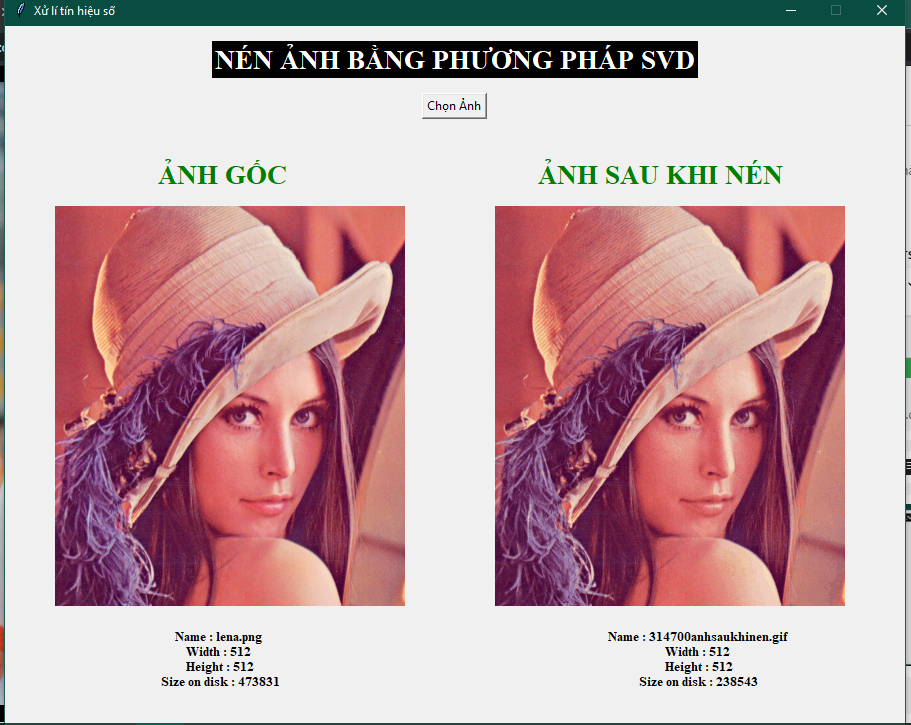 Xử lí tín hiệu số
NÉN ẢNH BẰNG PHƯƠNG PHÁP SVD
Chọn Ảnh
ẢNH GỐC
ẢNH SAU KHI NÉN
Name : lena.png
Width : 512
Height : 512
Size on disk : 473831
Name : 314700anhsaukhinen.gif
Width : 512
Height : 512
Size on disk : 238543